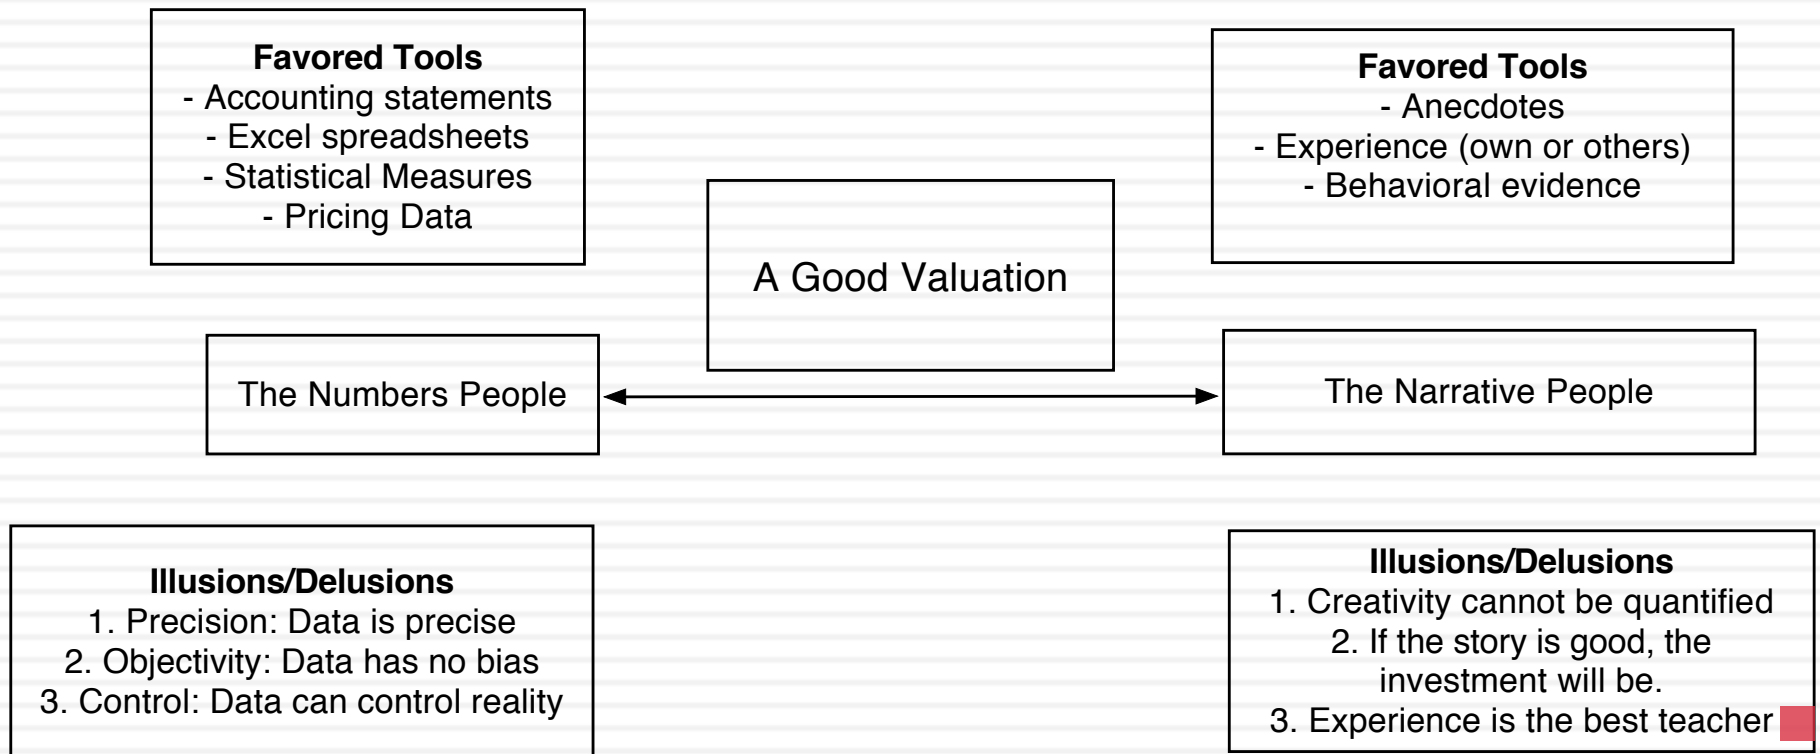 Favored Tools
- Accounting statements
- Excel spreadsheets
- Statistical Measures
- Pricing Data
Favored Tools
- Anecdotes
- Experience (own or others)
- Behavioral evidence
A Good Valuation
The Numbers People
The Narrative People
Illusions/Delusions
1. Precision: Data is precise
2. Objectivity: Data has no bias
3. Control: Data can control reality
Illusions/Delusions
1. Creativity cannot be quantified
2. If the story is good, the
investment will be.
3. Experience is the best teacher